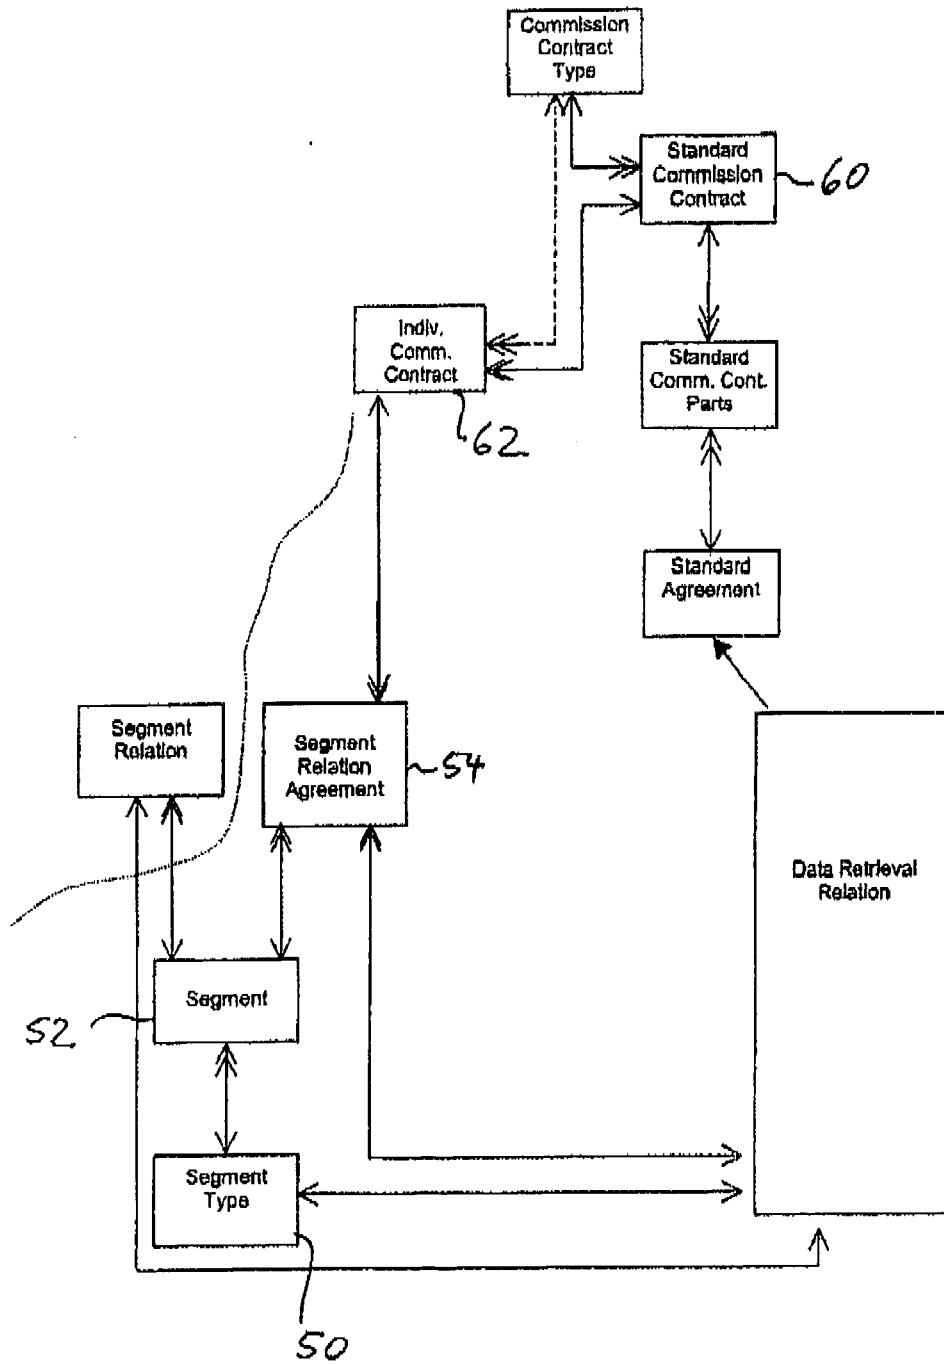 Commission
Contract
Type
Standard
Commission
Contract
60
Indiv.
Comm.
Contract
62
Standard
Comm. Cont.
Parts
Standard
Agreement
Segment
Relation
Segment
Relation
Agreement
54
Data Retrieval
Relation
Segment
52
Segment
Type
50